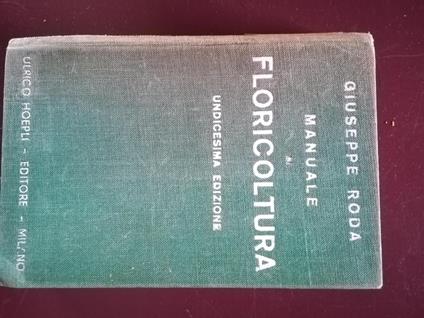 GIUSEPPE RODA
MANUALE
DI
FLORICOLTURA
UNDICESIMA EDIZIONE
ULRICO HOEPLI - EDITORE - MILANO